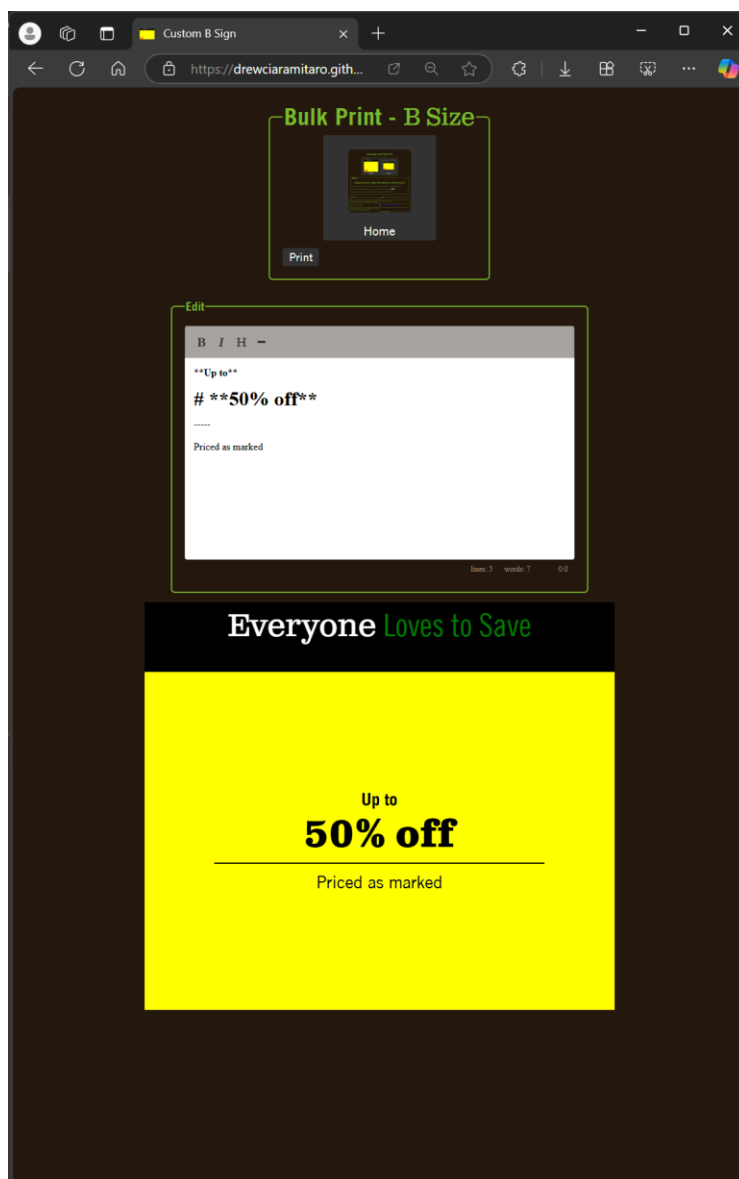 Custom B Sign
https://drewciaramitaro.gith...
Bulk Print - B Size
Home
Print
Edit
B I H
**Up to**
# **50% off**
-----
Priced as marked
lines: 5 words: 7 0:0
Everyone Loves to Save
Up to
50% off
Priced as marked